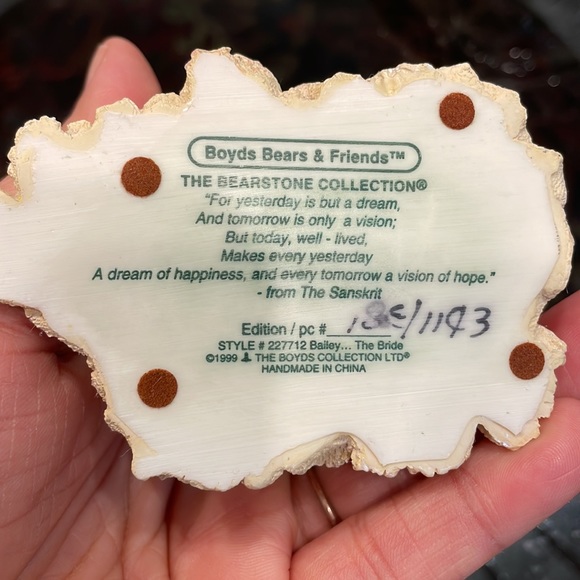 Boyds Bears & Friends™
THE BEARSTONE COLLECTION®
"For yesterday is but a dream,
And tomorrow is only a vision;
But today, well - lived,
Makes every yesterday
A dream of happiness, and every tomorrow a vision of hope."
- from The Sanskrit
Edition / pc # 18E/1193
STYLE # 227712 Bailey... The Bride
©1999 THE BOYDS COLLECTION LTD®
HANDMADE IN CHINA